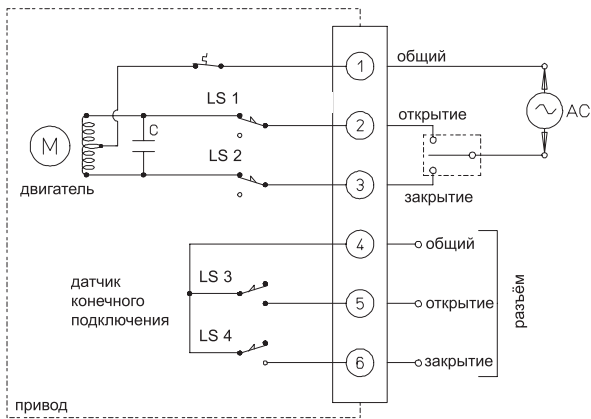 1
общий
LS 1
открытие
2
AC
C
M
LS 2
двигатель
3
закрытие
4
общий
LS 3
датчик
конечного
подключения
5
открытие
разъём
LS 4
6
закрытие
привод